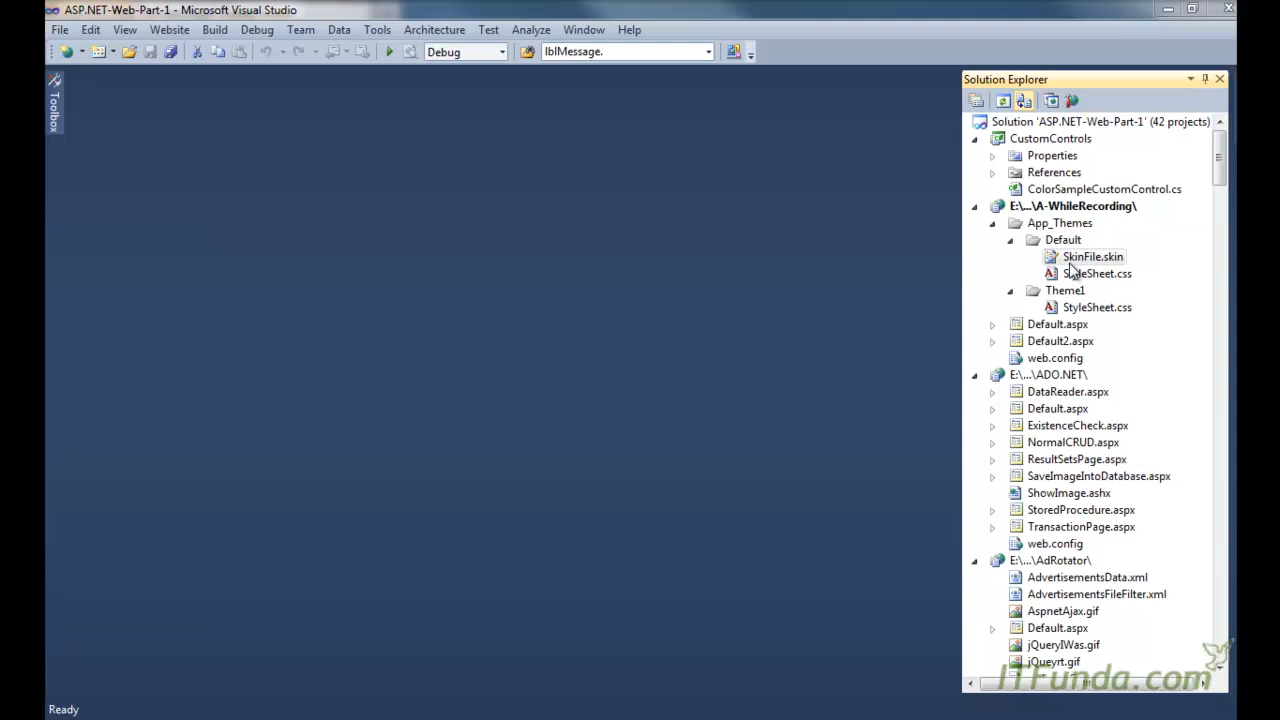 ASP.NET-Web-Part-1 - Microsoft Visual Studio
File Edit View Website Build Debug Team Data Tools Architecture Test Analyze Window Help
Debug lblMessage.
Toolbox
Solution Explorer
Solution 'ASP.NET-Web-Part-1' (42 projects)
CustomControls
Properties
References
ColorSampleCustomControl.cs
E:\...\A-WhileRecording\
App_Themes
Default
SkinFile.skin
StyleSheet.css
Theme1
StyleSheet.css
Default.aspx
Default2.aspx
web.config
E:\...\ADO.NET\
DataReader.aspx
Default.aspx
ExistenceCheck.aspx
NormalCRUD.aspx
ResultSetsPage.aspx
SaveImageIntoDatabase.aspx
ShowImage.ashx
StoredProcedure.aspx
TransactionPage.aspx
web.config
E:\...\AdRotator\
AdvertisementsData.xml
AdvertisementsFileFilter.xml
AspnetAjax.gif
Default.aspx
jQueryIWas.gif
jQueyrt.gif
ITFunda.com
Ready